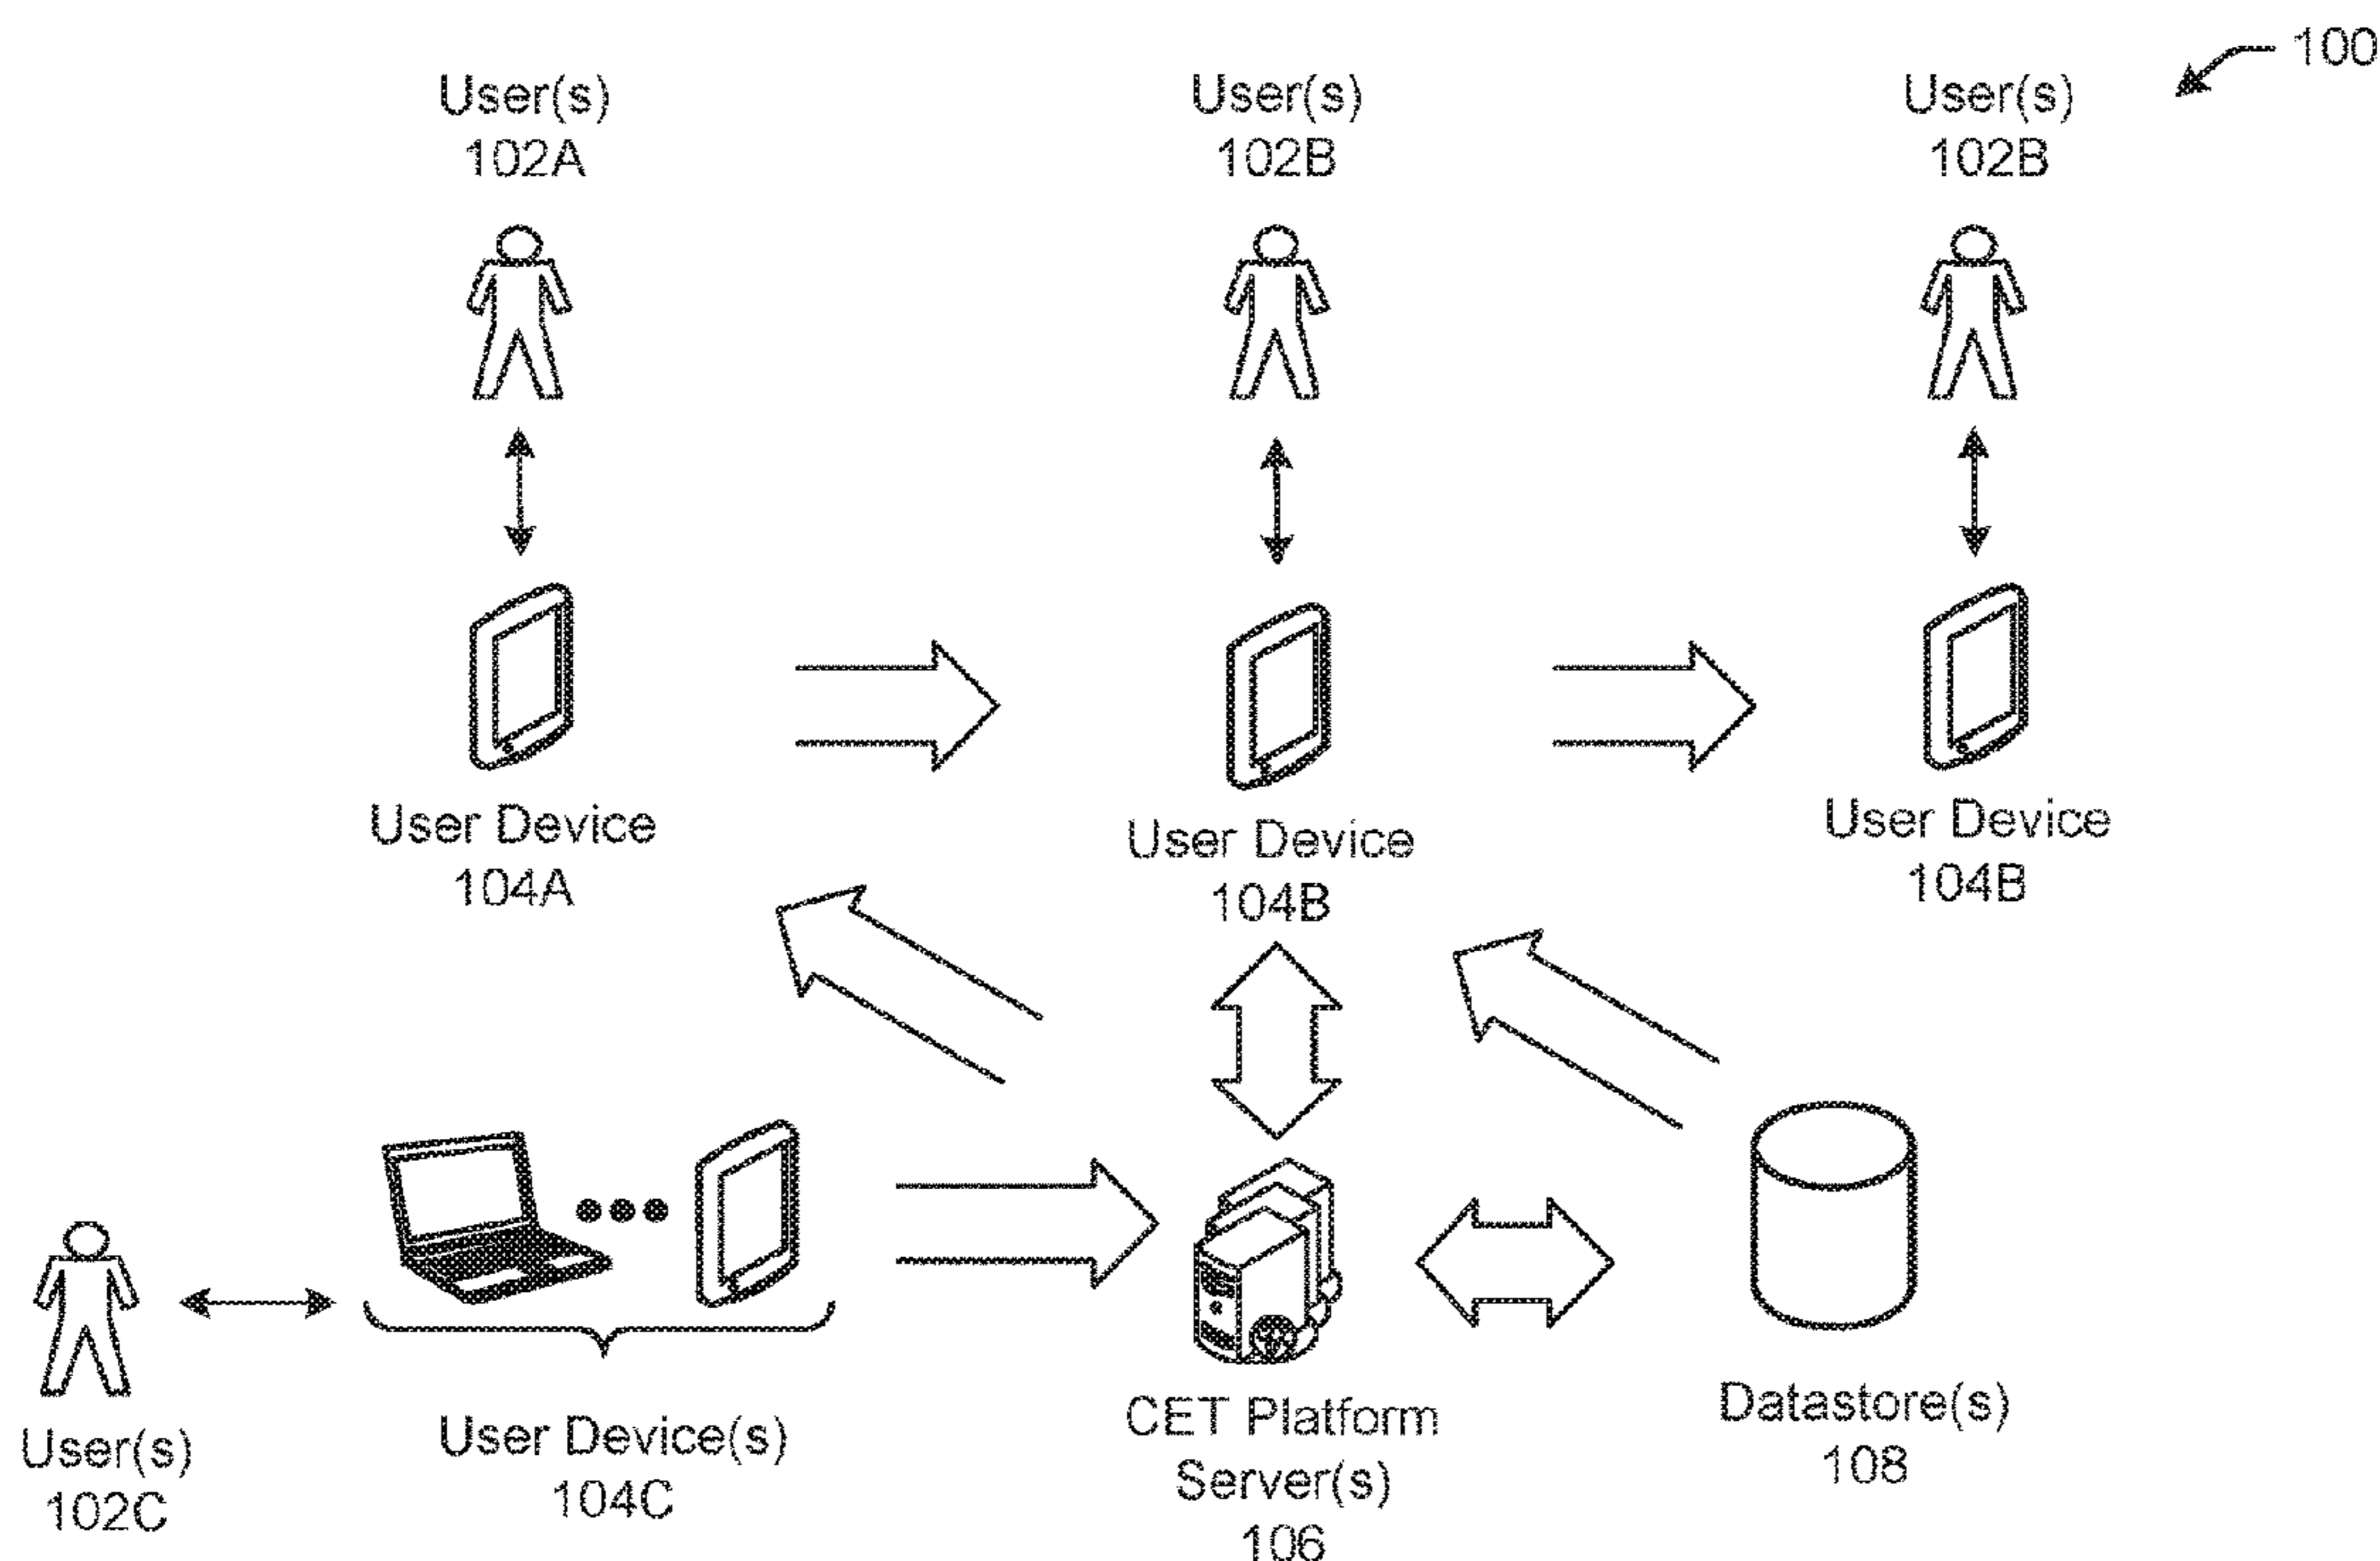 100
User(s)
102A
User(s)
102B
User(s)
102B
User Device
104A
User Device
104B
User Device
104B
User(s)
102C
User Device(s)
104C
CET Platform
Server(s)
106
Datastore(s)
108